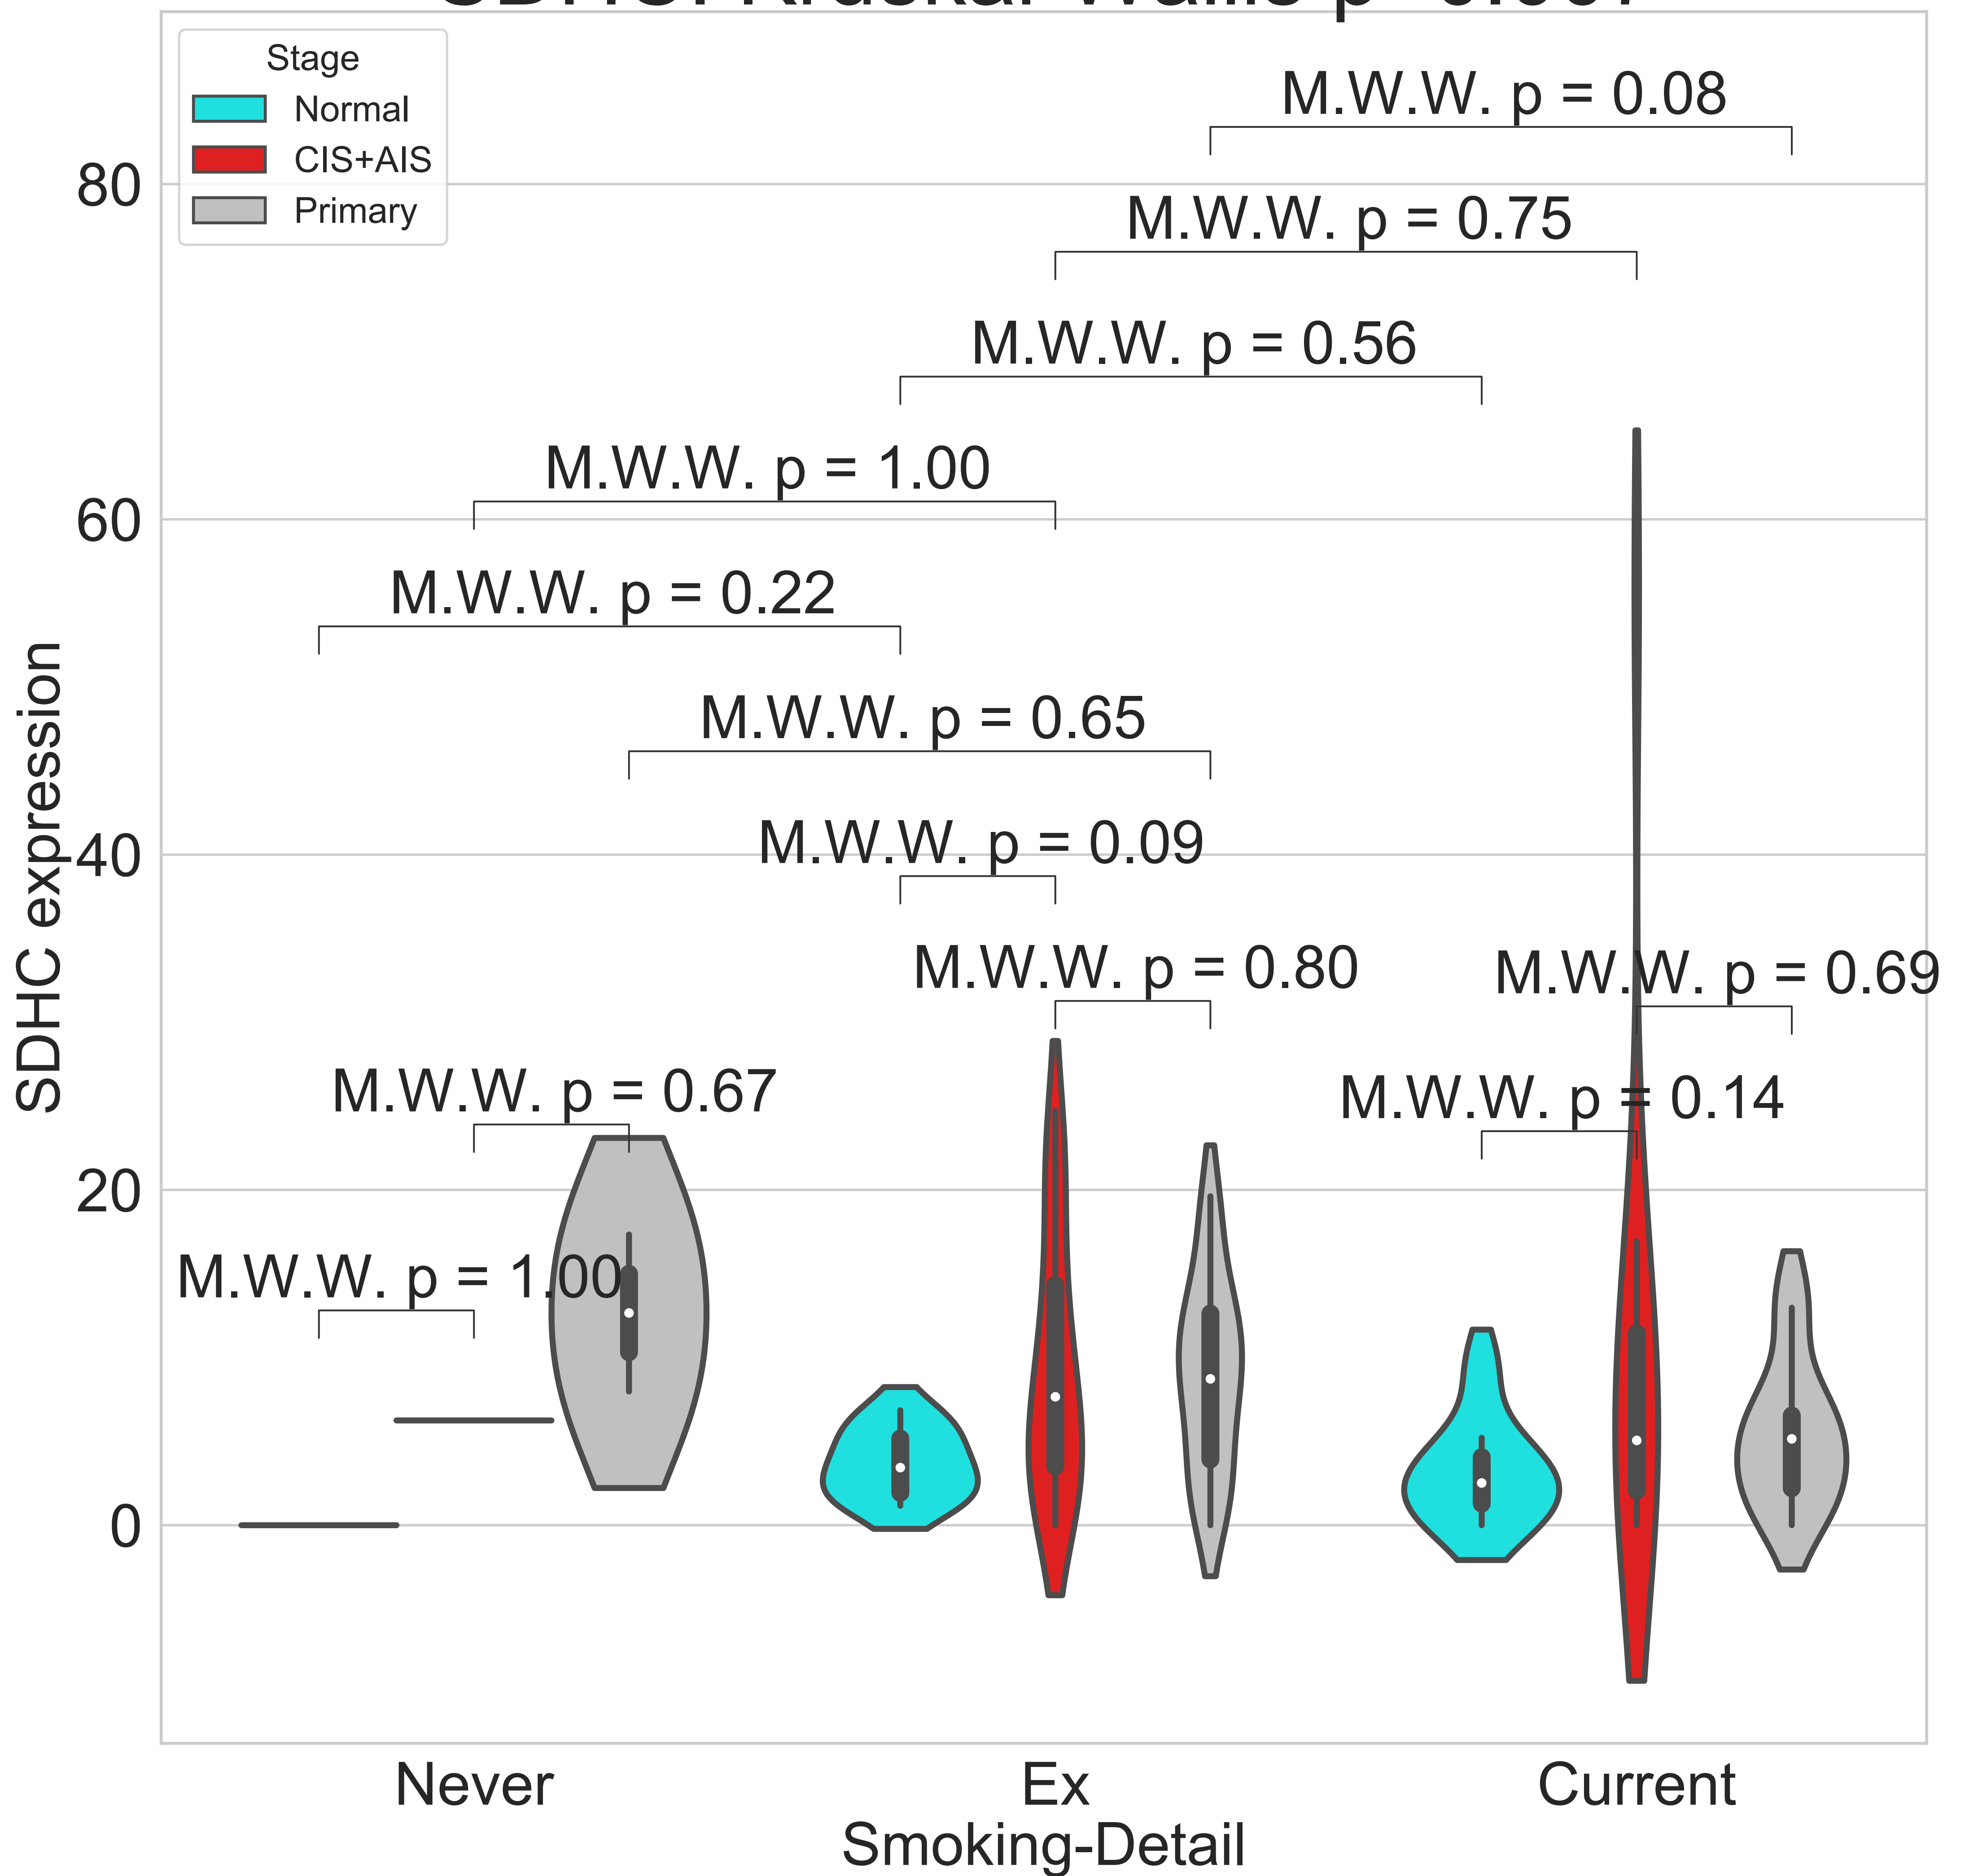 Stage
Normal
CIS+AIS
Primary
M.W.W. p = 0.08
80
M.W.W. p = 0.75
M.W.W. p = 0.56
M.W.W. p = 1.00
60
M.W.W. p = 0.22
M.W.W. p = 0.65
M.W.W. p = 0.09
40
M.W.W. p = 0.80
M.W.W. p = 0.69
M.W.W. p = 0.67
M.W.W. p = 0.14
20
M.W.W. p = 1.00
0
SDHC expression
Never
Ex
Current
Smoking-Detail